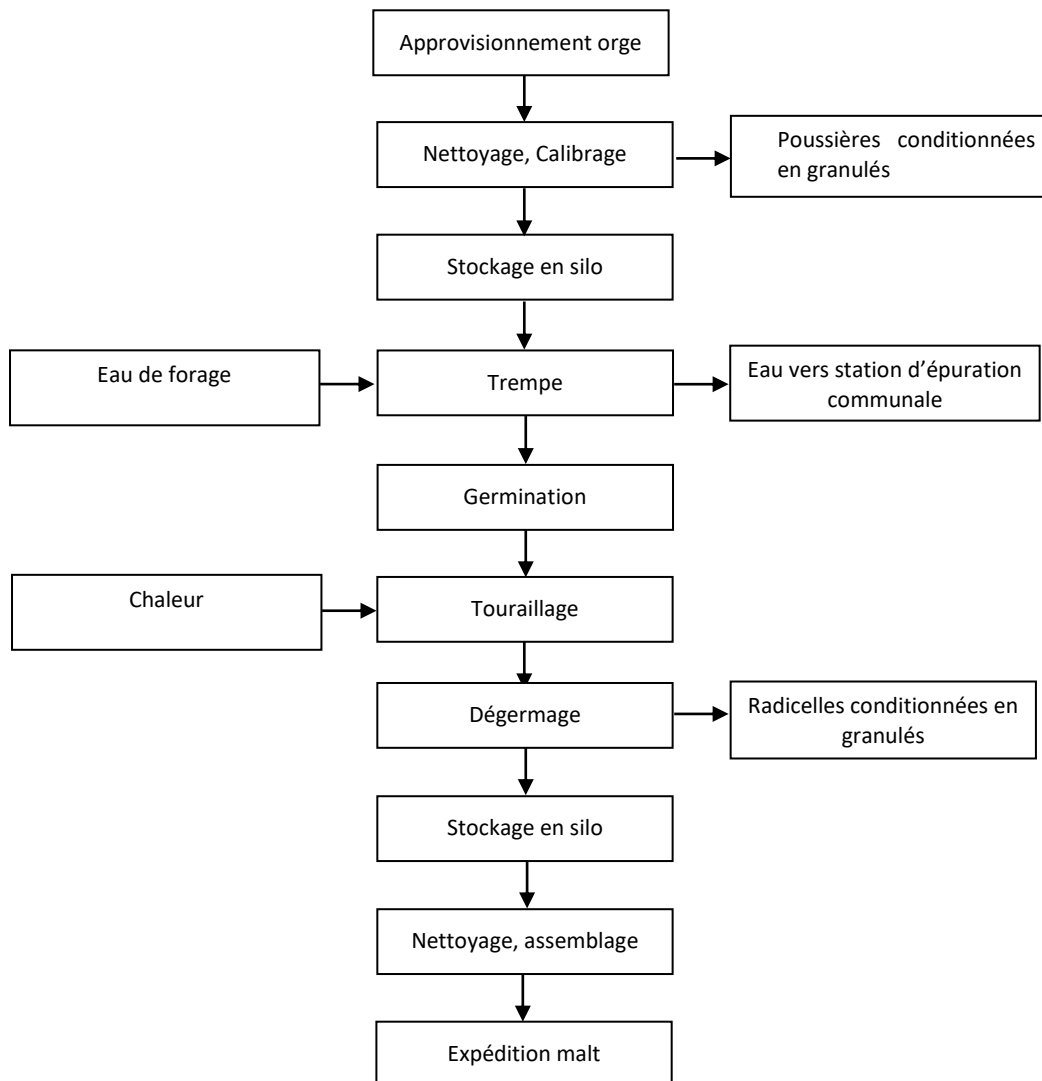 Approvisionnement orge
Nettoyage, Calibrage
Poussières conditionnées
en granulés
Stockage en silo
Eau de forage
Trempe
Eau vers station d'épuration
communale
Germination
Chaleur
Touraillage
Dégermage
Radicelles conditionnées en
granulés
Stockage en silo
Nettoyage, assemblage
Expédition malt